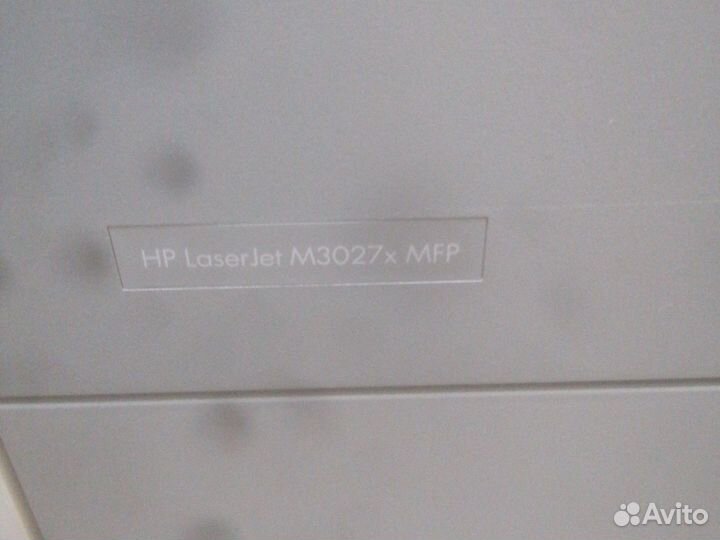 HP LaserJet M3027x MFP
Avito